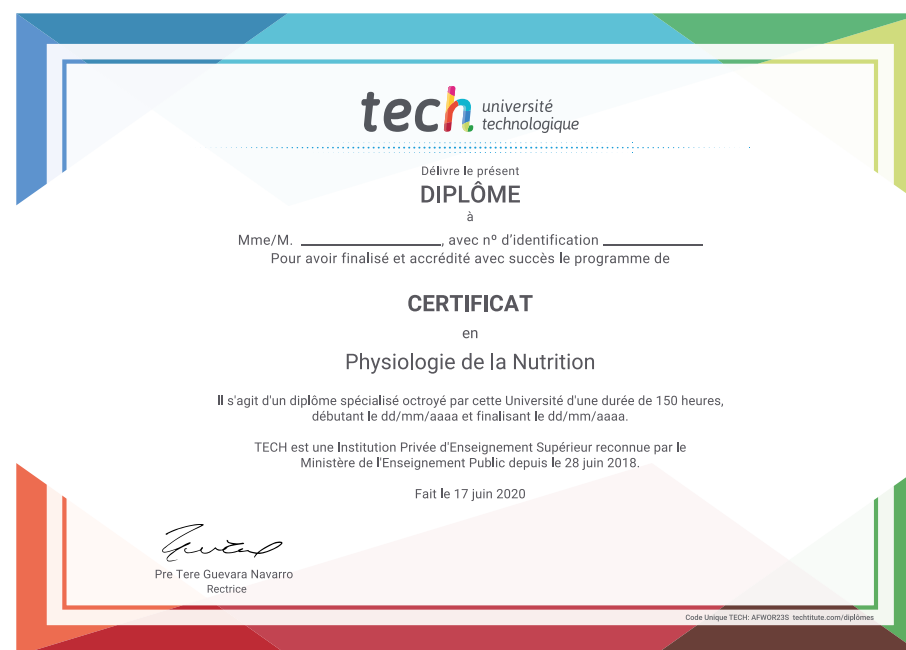 tech université
technologique
Délivre le présent
DIPLÔME
à
Mme/M. ____________________, avec nº d'identification ______________
Pour avoir finalisé et accrédité avec succès le programme de
CERTIFICAT
en
Physiologie de la Nutrition
Il s'agit d'un diplôme spécialisé octroyé par cette Université d'une durée de 150 heures,
débutant le dd/mm/aaaa et finalisant le dd/mm/aaaa.
TECH est une Institution Privée d'Enseignement Supérieur reconnue par le
Ministère de l'Enseignement Public depuis le 28 juin 2018.
Fait le 17 juin 2020
Pre Tere Guevara Navarro
Rectrice
Code Unique TECH: AFWOR23S techtitute.com/diplômes